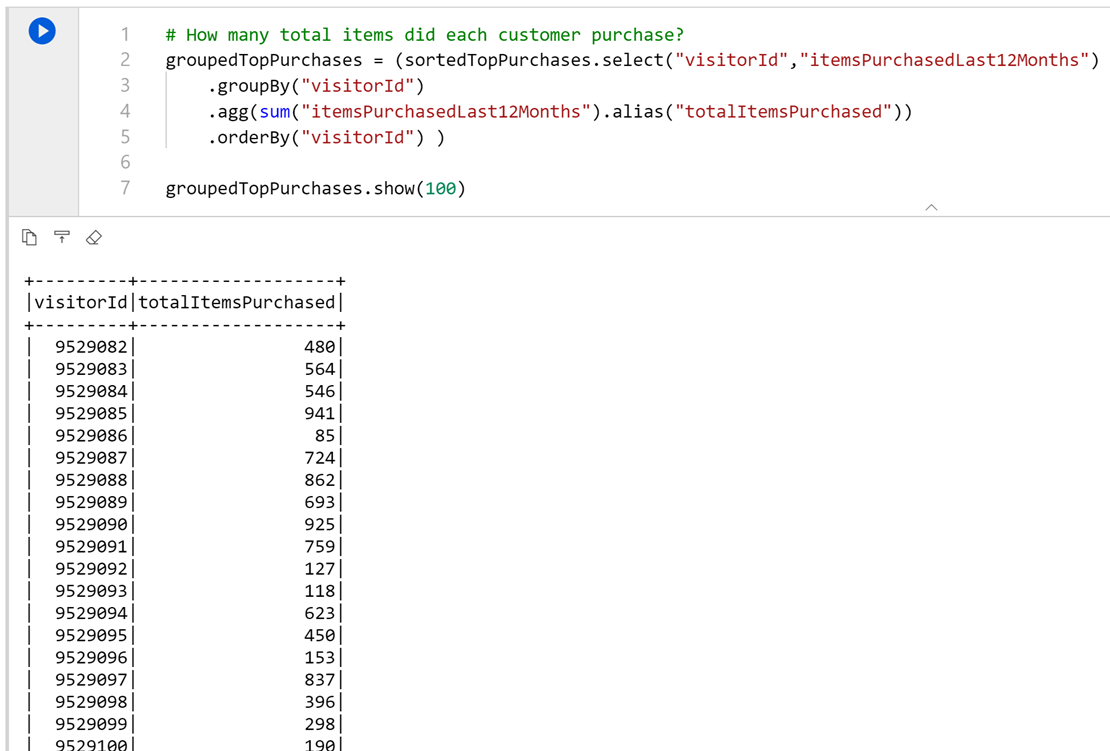 1 # How many total items did each customer purchase?
2 groupedTopPurchases = (sortedTopPurchases.select("visitorId","itemsPurchasedLast12Months")
3     .groupBy("visitorId")
4     .agg(sum("itemsPurchasedLast12Months").alias("totalItemsPurchased"))
5     .orderBy("visitorId") )
6
7 groupedTopPurchases.show(100)
+---------+-------------------+
|visitorId|totalItemsPurchased|
+---------+-------------------+
|  9529082|                480|
|  9529083|                564|
|  9529084|                546|
|  9529085|                941|
|  9529086|                 85|
|  9529087|                724|
|  9529088|                862|
|  9529089|                693|
|  9529090|                925|
|  9529091|                759|
|  9529092|                127|
|  9529093|                118|
|  9529094|                623|
|  9529095|                450|
|  9529096|                153|
|  9529097|                837|
|  9529098|                396|
|  9529099|                298|
|  9529100|                190|